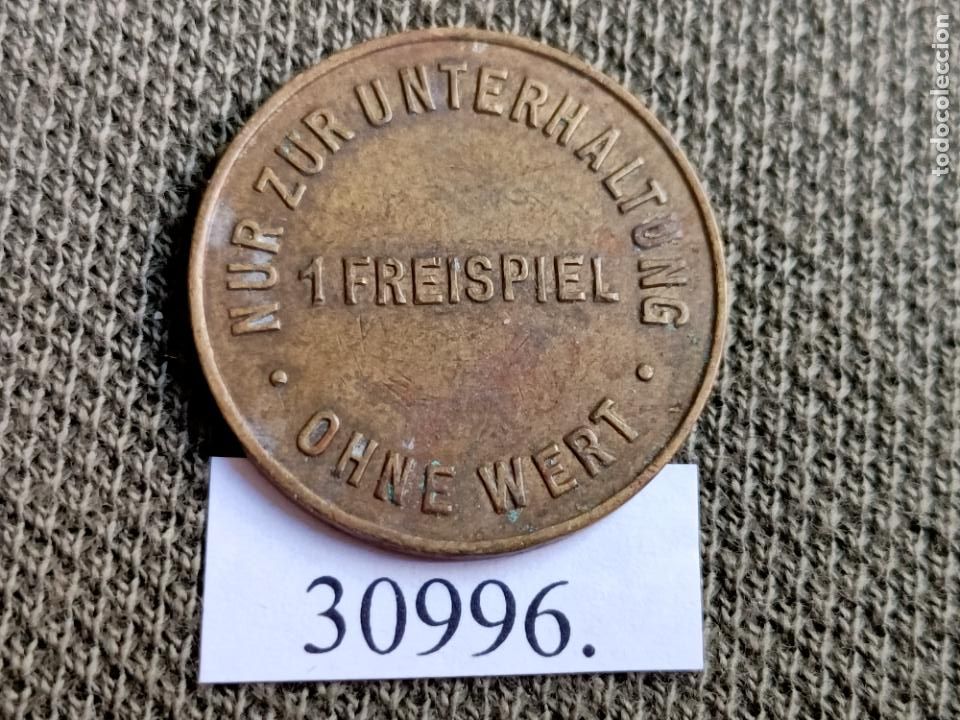 NUR ZUR UNTERHALTUNG
1 FREISPIEL
· OHNE WERT ·
30996.
todocoleccion